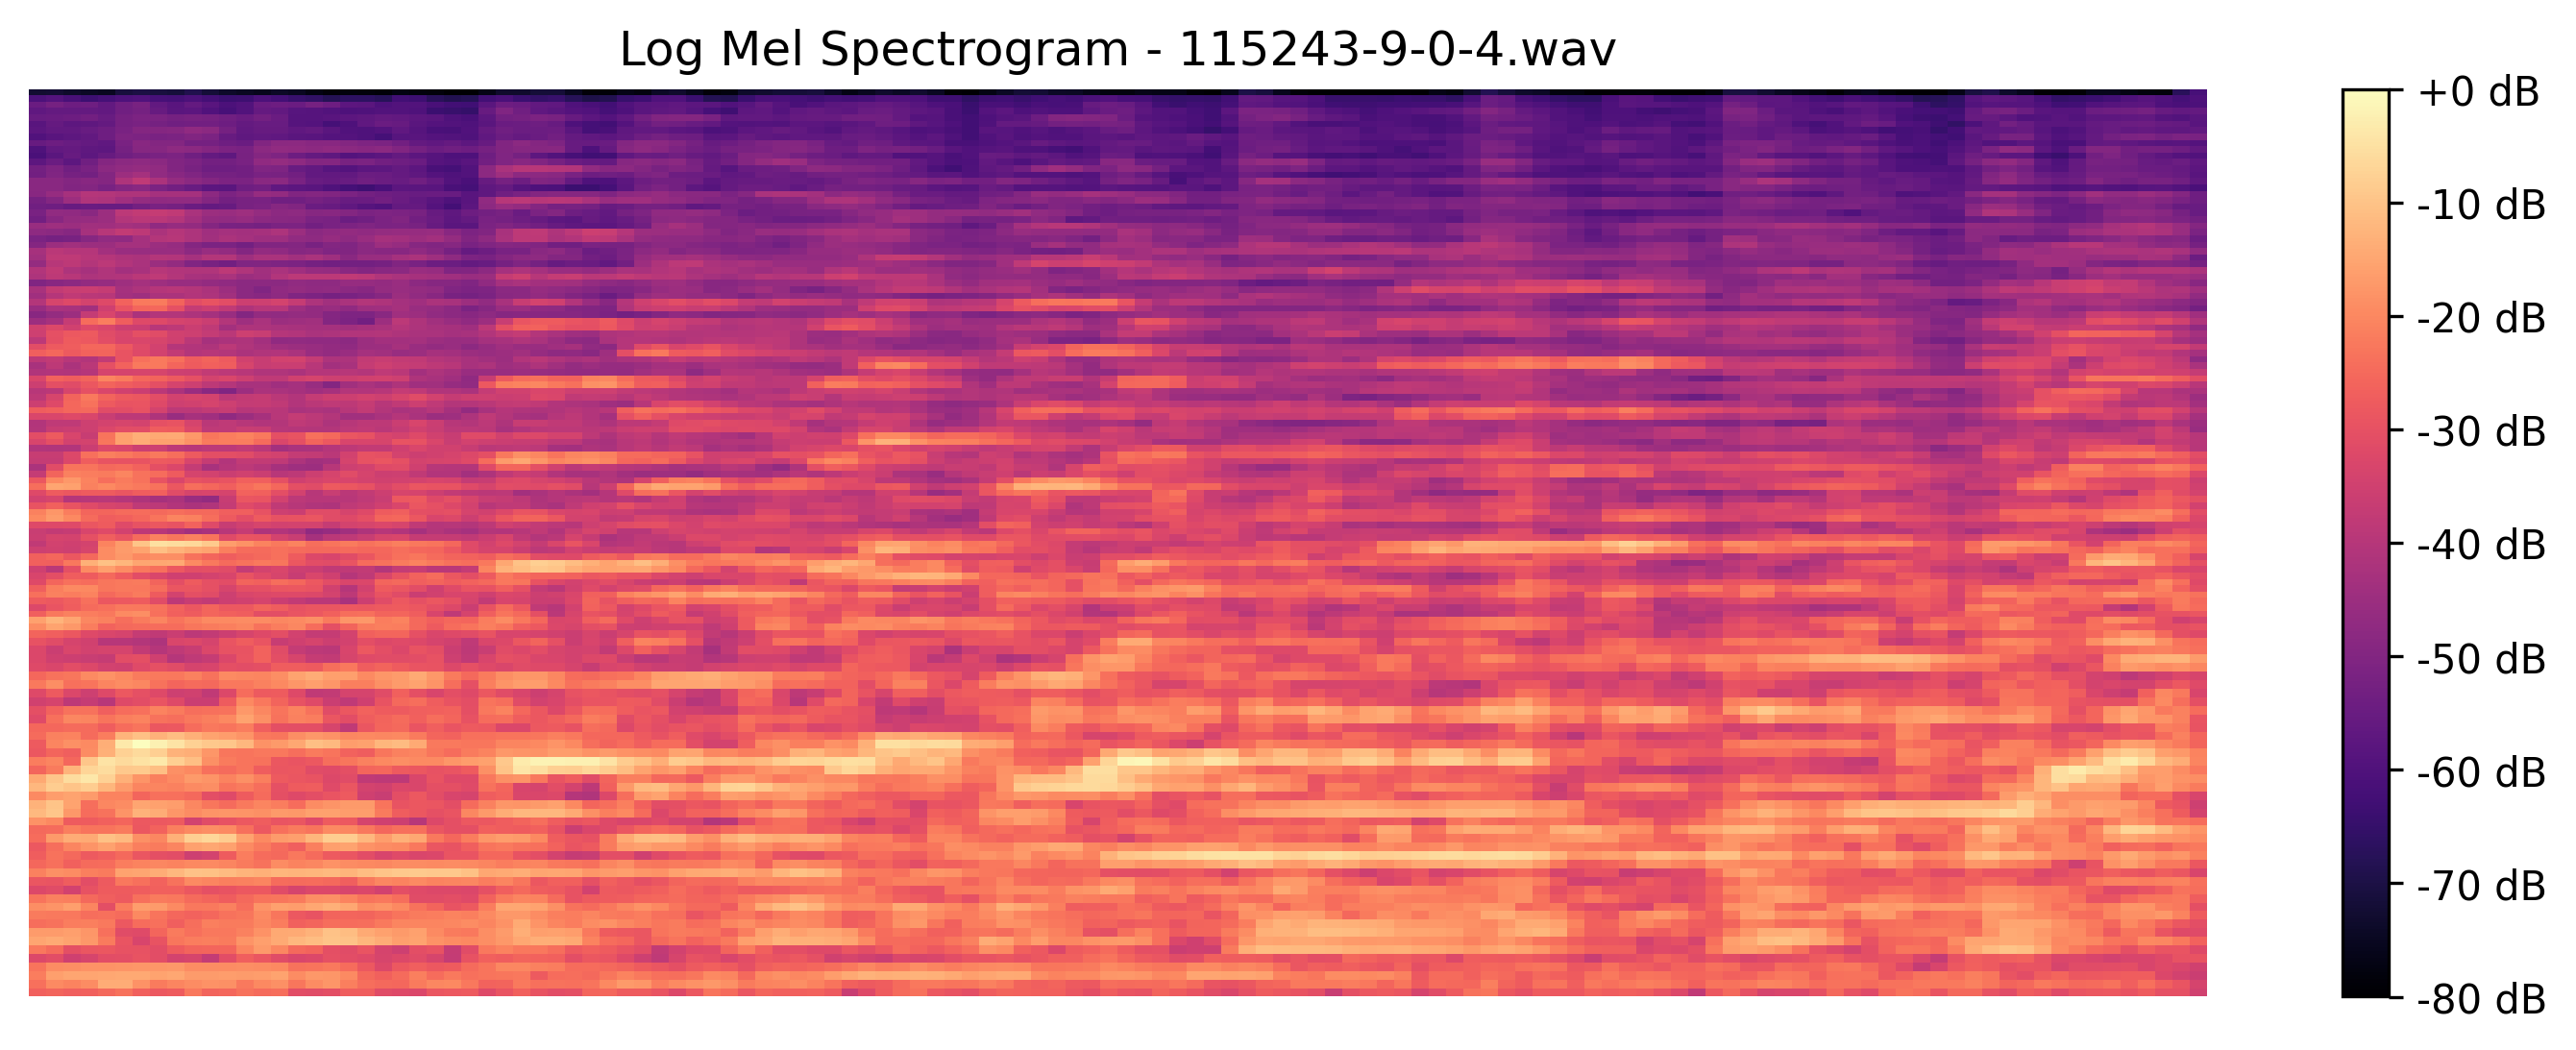 Log Mel Spectrogram - 115243-9-0-4.wav
+0 dB
-10 dB
-20 dB
-30 dB
-40 dB
-50 dB
-60 dB
-70 dB
-80 dB